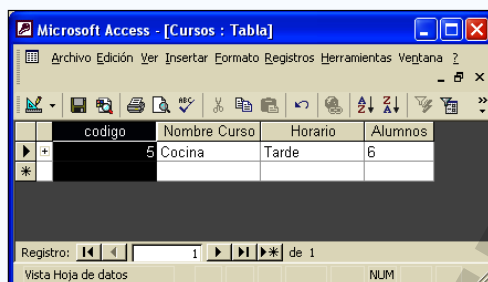 Microsoft Access - [Cursos : Tabla]
Archivo Edición Ver Insertar Formato Registros Herramientas Ventana ?
codigo Nombre Curso Horario Alumnos
5 Cocina Tarde 6
Registro: 1 de 1
Vista Hoja de datos NUM